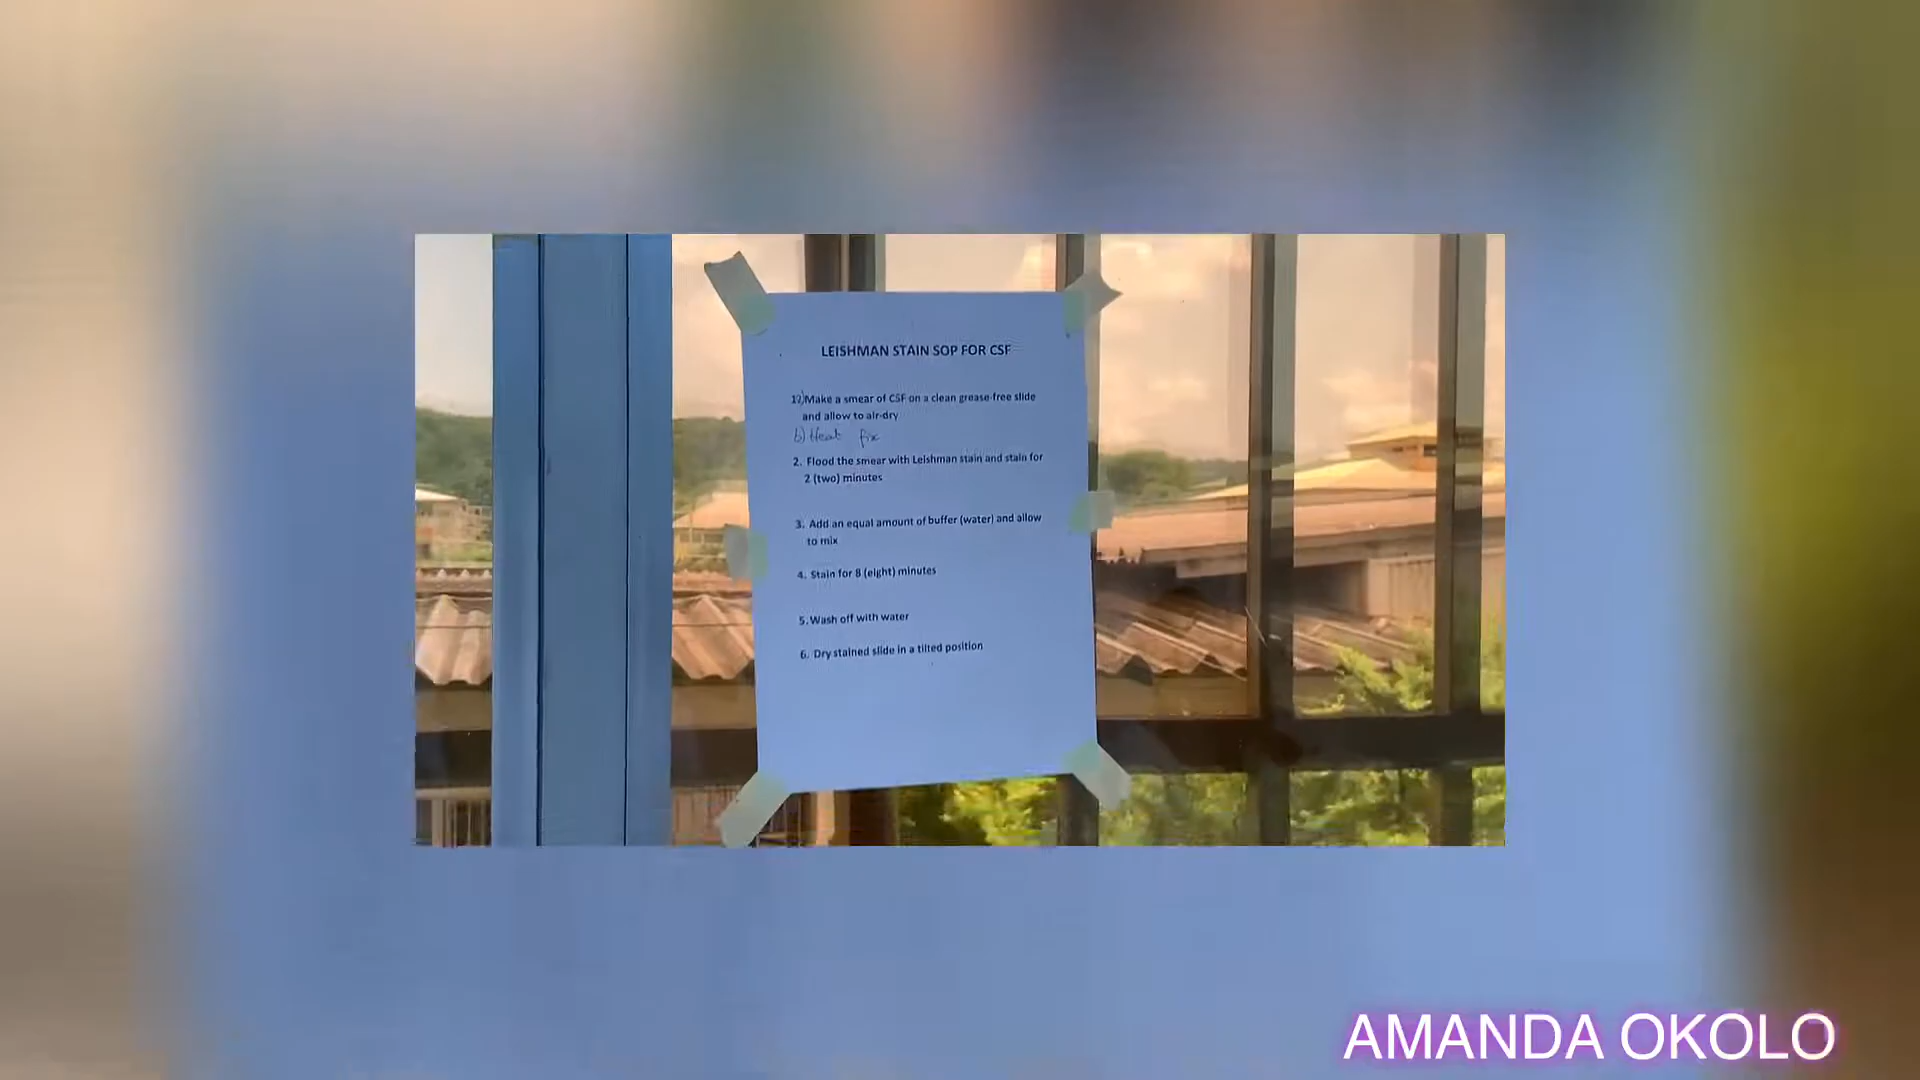 LEISHMAN STAIN SOP FOR CSF
1a) Make a smear of CSF on a clean grease-free slide
and allow to air-dry
b) Heat fix
2. Flood the smear with Leishman stain and stain for
2 (two) minutes
3. Add an equal amount of buffer (water) and allow
to mix
4. Stain for 8 (eight) minutes
5. Wash off with water
6. Dry stained slide in a tilted position
AMANDA OKOLO